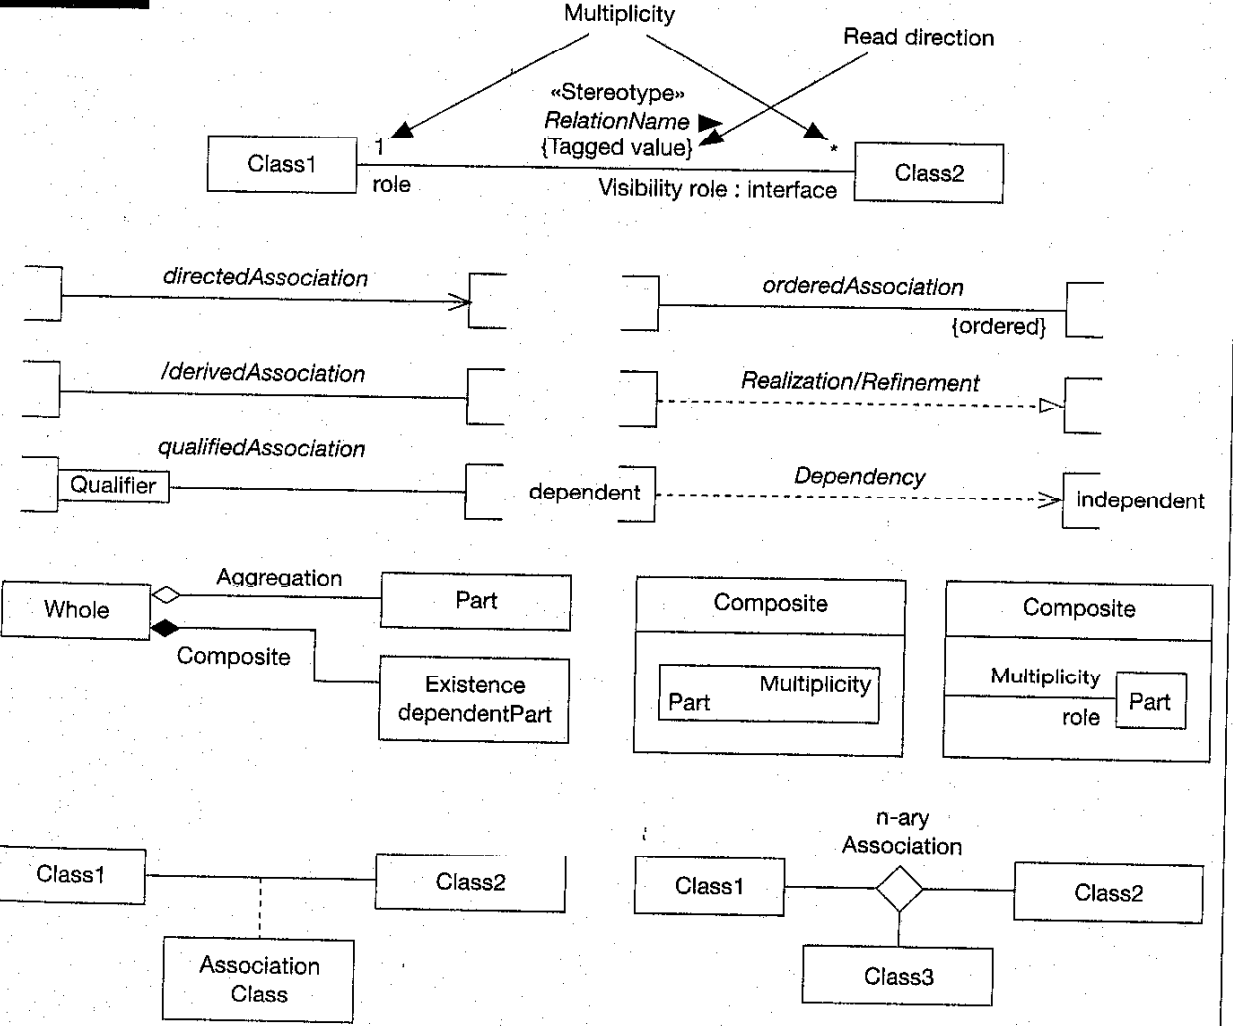 Multiplicity
Read direction
«Stereotype»
RelationName
{Tagged value}
Class1
1
role
*
Visibility role : interface
Class2
directedAssociation
orderedAssociation
{ordered}
/derivedAssociation
Realization/Refinement
qualifiedAssociation
Qualifier
Dependency
dependent
independent
Whole
Aggregation
Part
Composite
Existence
dependentPart
Composite
Part
Multiplicity
Composite
Multiplicity
role
Part
Class1
Class2
Association
Class
n-ary
Association
Class1
Class2
Class3